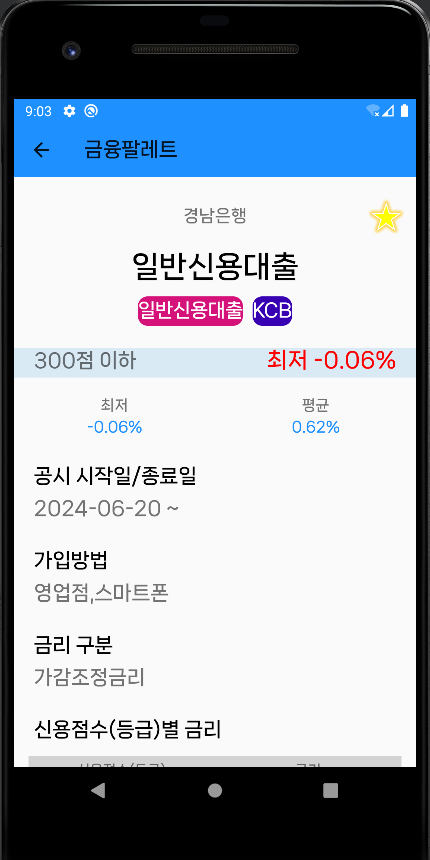 9:03
금융팔레트
경남은행
일반신용대출
일반신용대출 KCB
300점 이하 최저 -0.06%
최저 평균
-0.06% 0.62%
공시 시작일/종료일
2024-06-20 ~
가입방법
영업점,스마트폰
금리 구분
가감조정금리
신용점수(등급)별 금리